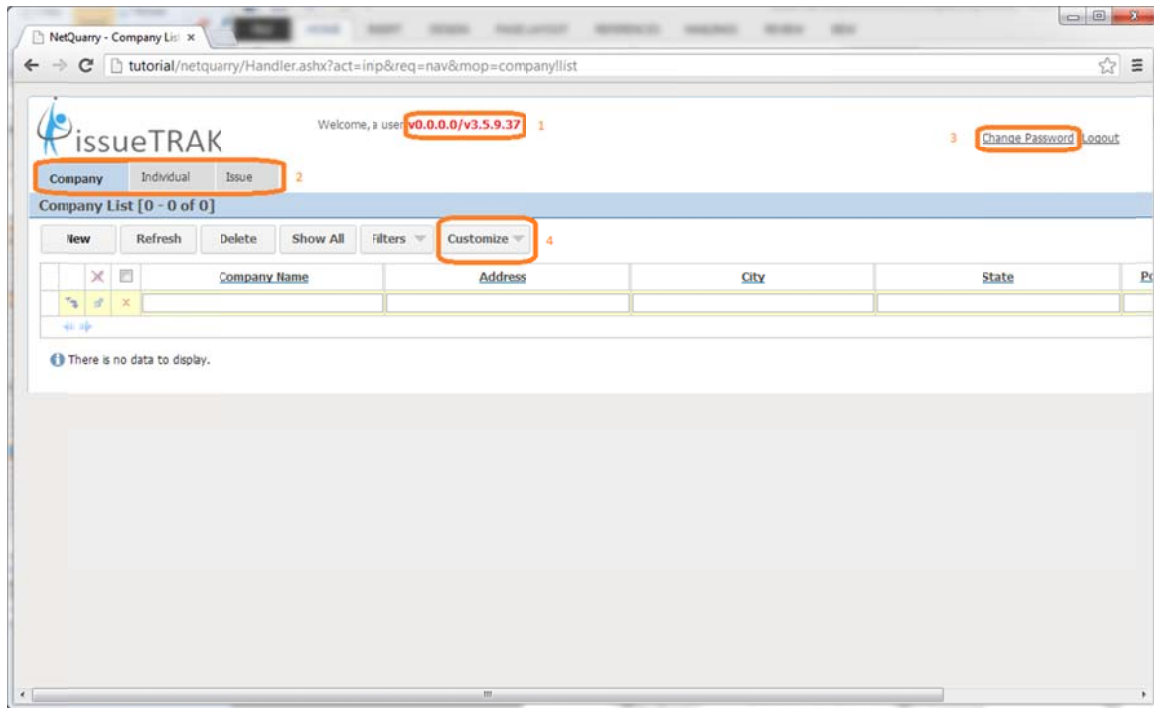 NetQuarry - Company Lis
tutorial/netquarry/Handler.ashx?act=inp&req=nav&mop=company!list
issueTRAK
Welcome, a user v0.0.0.0/v3.5.9.37 1
3 Change Password Logout
Company Individual Issue 2
Company List [0 - 0 of 0]
New Refresh Delete Show All Filters Customize 4
Company Name Address City State
There is no data to display.